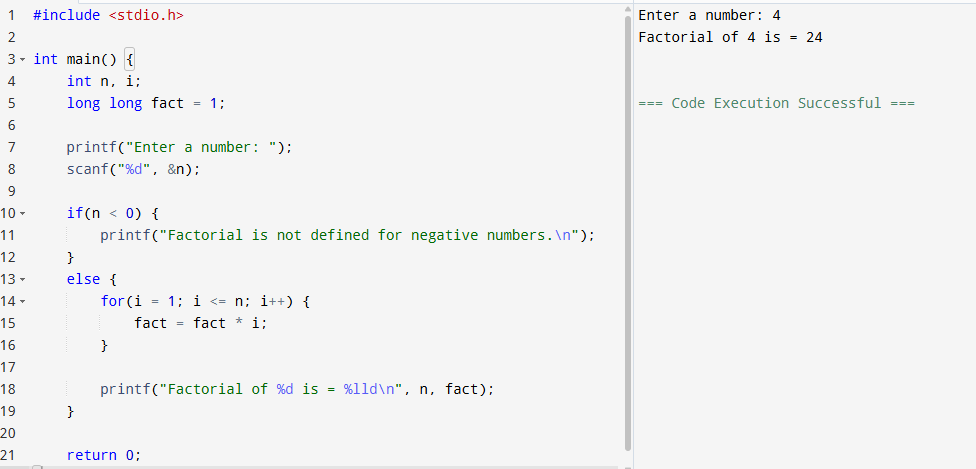 1 #include <stdio.h>
2
3 int main() {
4     int n, i;
5     long long fact = 1;
6
7     printf("Enter a number: ");
8     scanf("%d", &n);
9
10     if(n < 0) {
11         printf("Factorial is not defined for negative numbers.\n");
12     }
13     else {
14         for(i = 1; i <= n; i++) {
15             fact = fact * i;
16         }
17
18         printf("Factorial of %d is = %lld\n", n, fact);
19     }
20
21     return 0;
Enter a number: 4
Factorial of 4 is = 24
=== Code Execution Successful ===